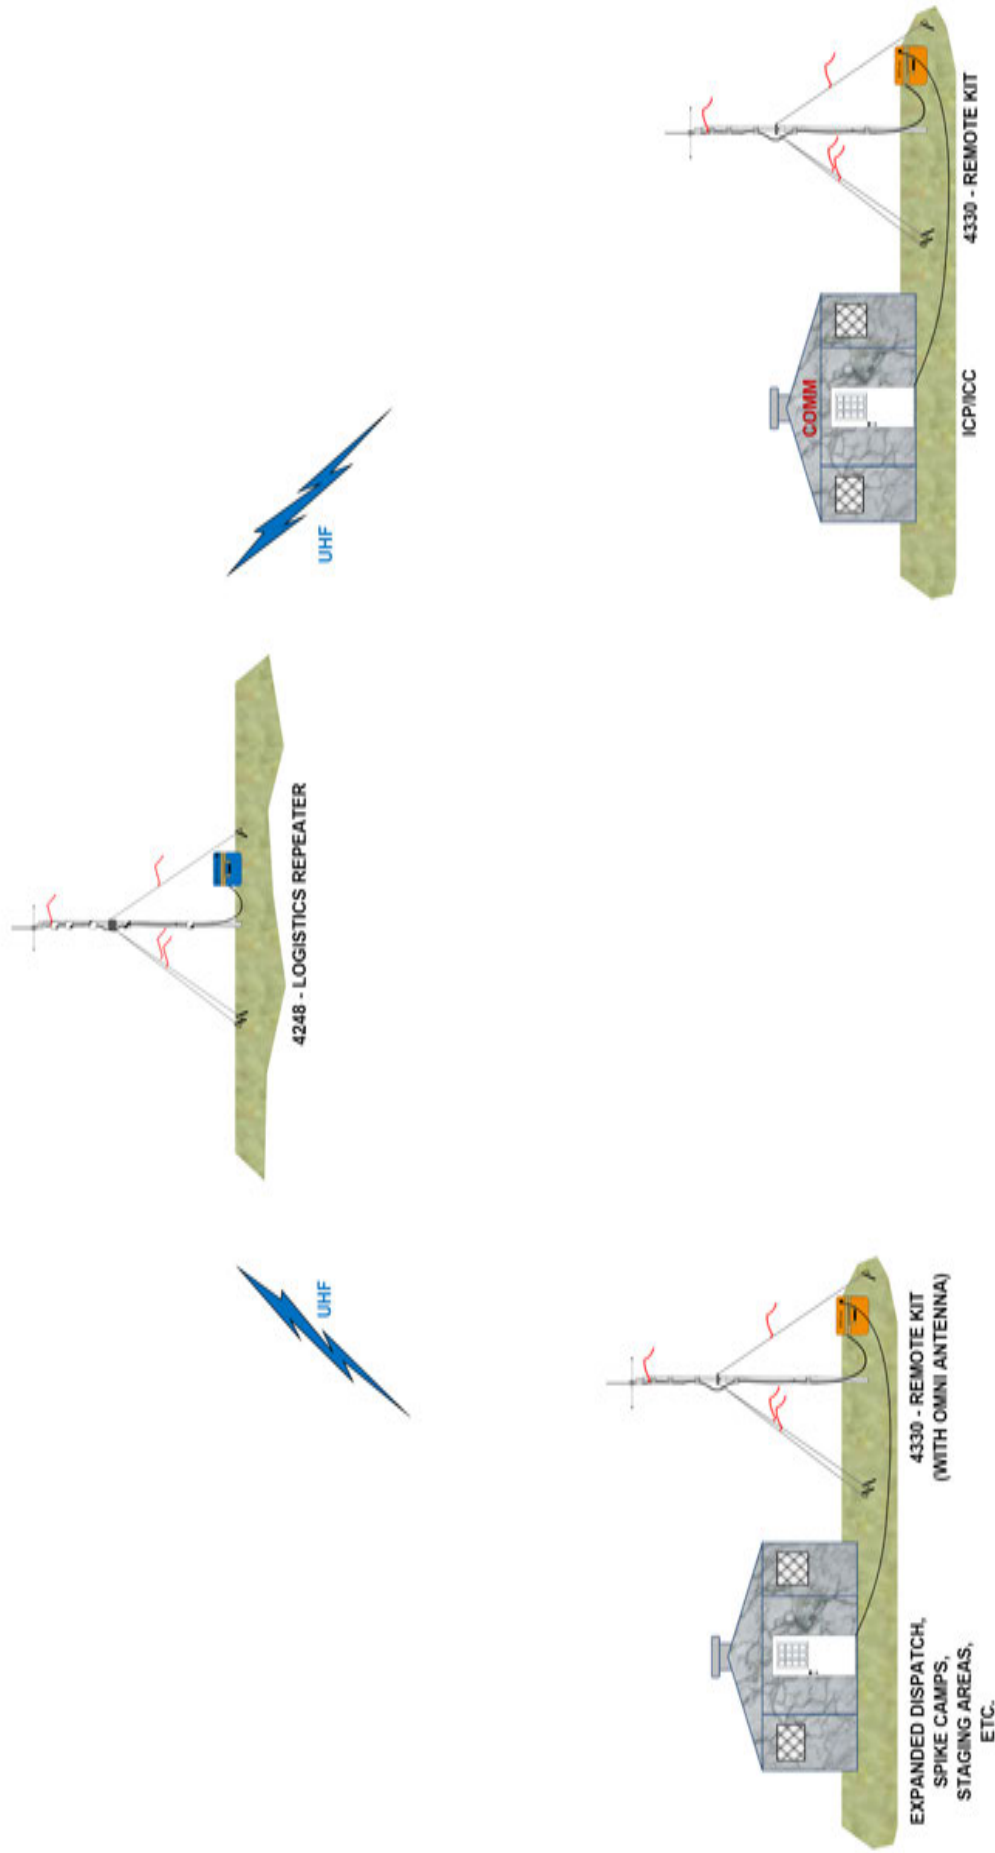 4248 - LOGISTICS REPEATER
UHF
UHF
EXPANDED DISPATCH,
SPIKE CAMPS,
STAGING AREAS,
ETC.
4330 - REMOTE KIT
(WITH OMNI ANTENNA)
COMM
ICP/ICC
4330 - REMOTE KIT